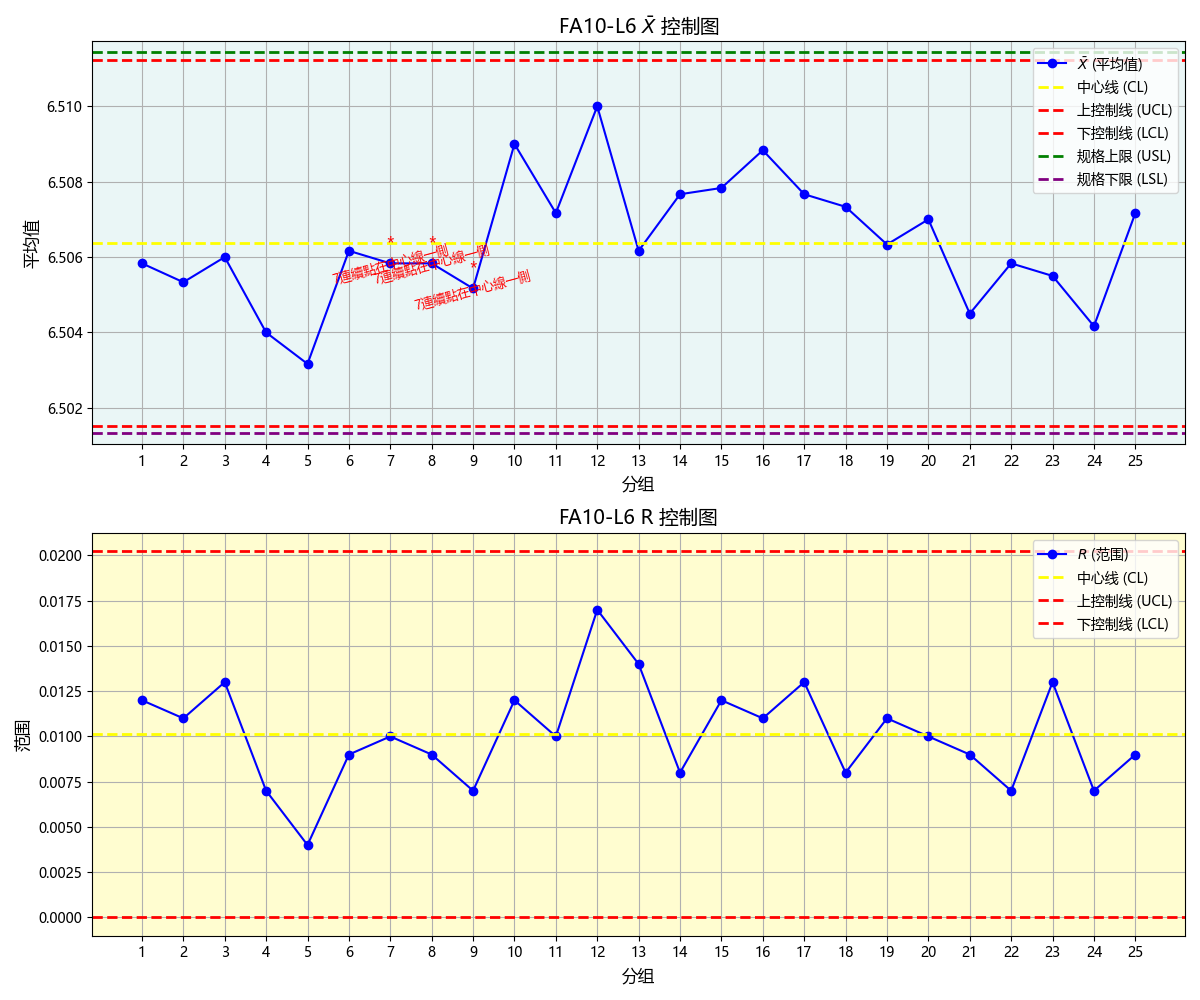 FA10-L6 X̄ 控制图
X̄ (平均值)
中心线 (CL)
上控制线 (UCL)
下控制线 (LCL)
规格上限 (USL)
规格下限 (LSL)
平均值
6.510
6.508
6.506
6.504
6.502
*
*
*
7連續點在中心線一側
7連續點在中心線一側
7連續點在中心線一側
1 2 3 4 5 6 7 8 9 10 11 12 13 14 15 16 17 18 19 20 21 22 23 24 25
分组
FA10-L6 R 控制图
R (范围)
中心线 (CL)
上控制线 (UCL)
下控制线 (LCL)
范围
0.0200
0.0175
0.0150
0.0125
0.0100
0.0075
0.0050
0.0025
0.0000
1 2 3 4 5 6 7 8 9 10 11 12 13 14 15 16 17 18 19 20 21 22 23 24 25
分组